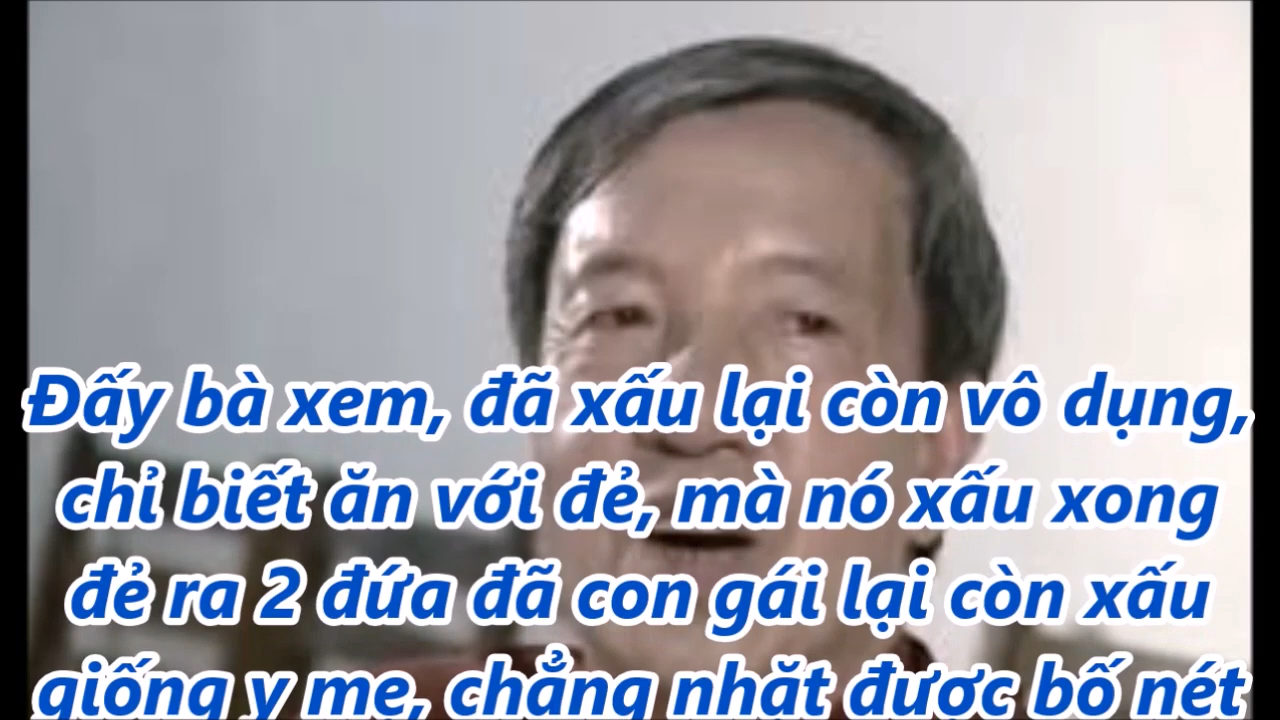 Đấy bà xem, đã xấu lại còn vô dụng,
chỉ biết ăn với đẻ, mà nó xấu xong
đẻ ra 2 đứa đã con gái lại còn xấu
giống y mẹ, chẳng nhặt được bố nét